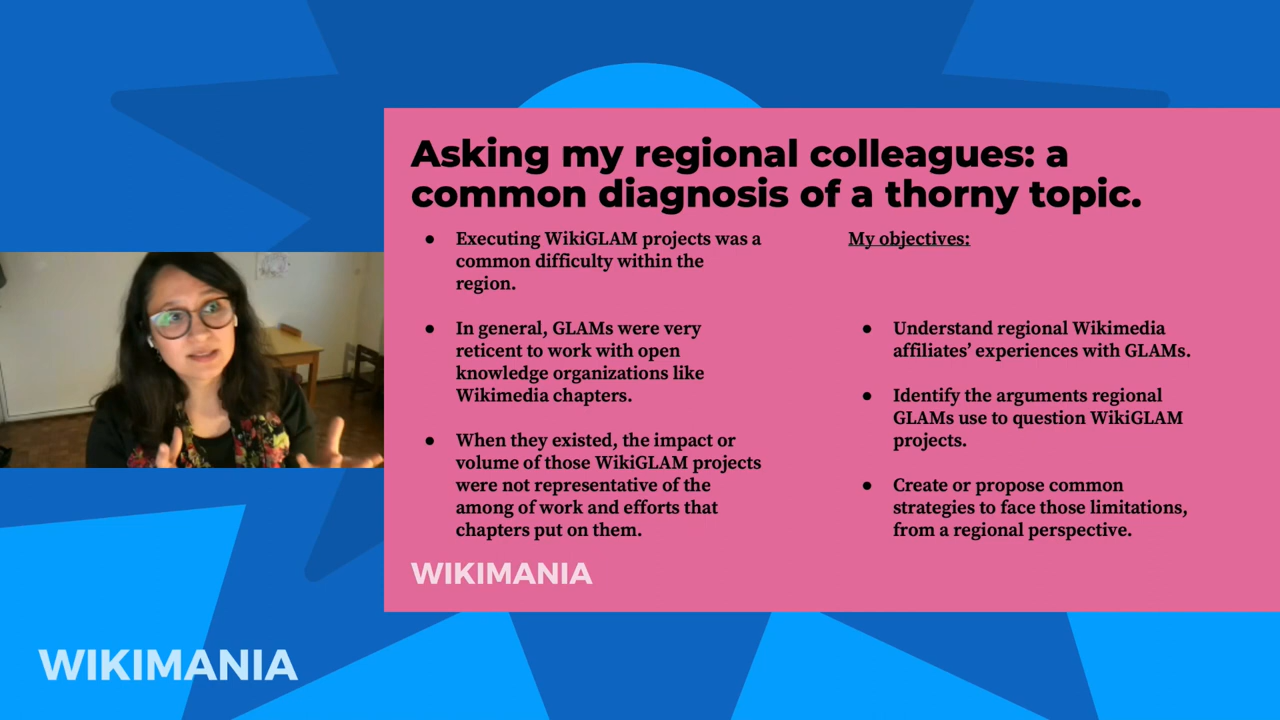 Asking my regional colleagues: a
common diagnosis of a thorny topic.
● Executing WikiGLAM projects was a
common difficulty within the
region.
● In general, GLAMs were very
reticent to work with open
knowledge organizations like
Wikimedia chapters.
● When they existed, the impact or
volume of those WikiGLAM projects
were not representative of the
among of work and efforts that
chapters put on them.
My objectives:
● Understand regional Wikimedia
affiliates’ experiences with GLAMs.
● Identify the arguments regional
GLAMs use to question WikiGLAM
projects.
● Create or propose common
strategies to face those limitations,
from a regional perspective.
WIKIMANIA
WIKIMANIA